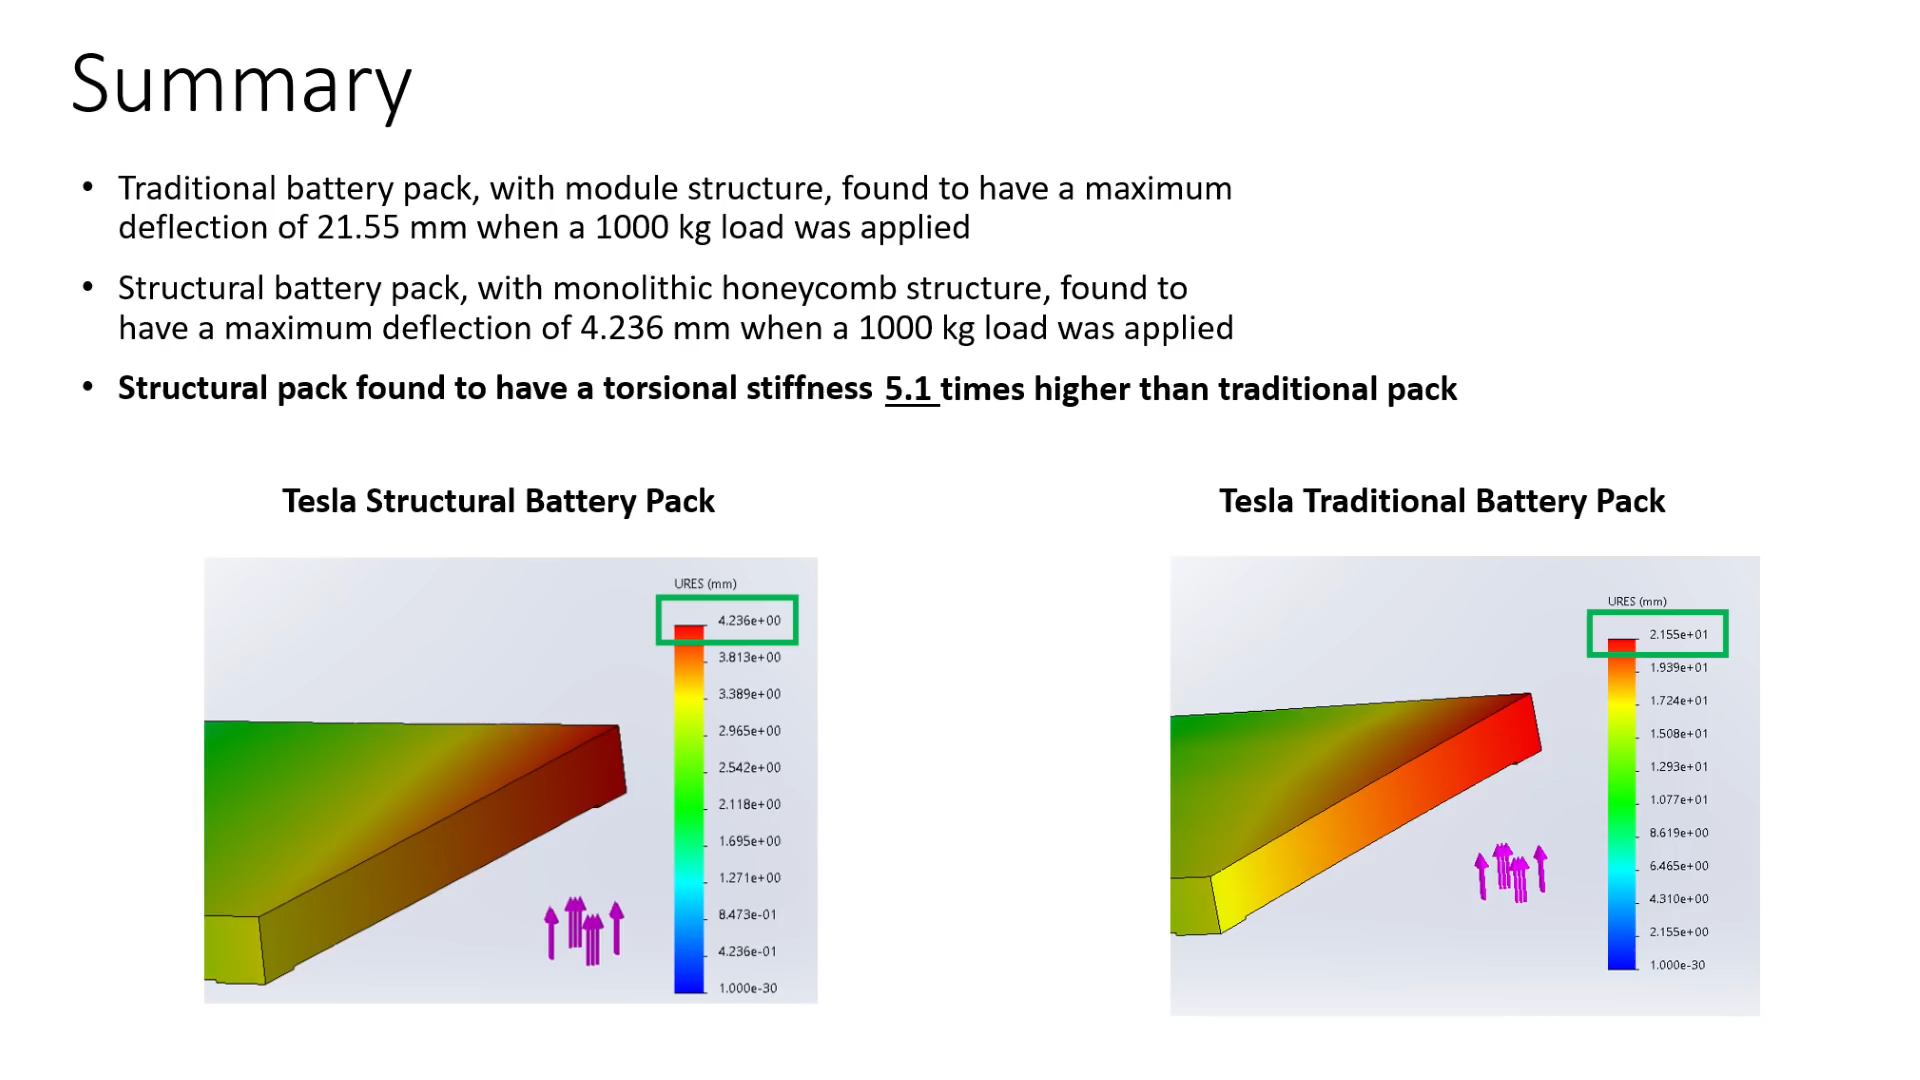 Summary
• Traditional battery pack, with module structure, found to have a maximum
deflection of 21.55 mm when a 1000 kg load was applied
• Structural battery pack, with monolithic honeycomb structure, found to
have a maximum deflection of 4.236 mm when a 1000 kg load was applied
• Structural pack found to have a torsional stiffness 5.1 times higher than traditional pack
Tesla Structural Battery Pack
URES (mm)
4.236e+00
3.813e+00
3.389e+00
2.965e+00
2.542e+00
2.118e+00
1.695e+00
1.271e+00
8.473e-01
4.236e-01
1.000e-30
Tesla Traditional Battery Pack
URES (mm)
2.155e+01
1.939e+01
1.724e+01
1.508e+01
1.293e+01
1.077e+01
8.619e+00
6.465e+00
4.310e+00
2.155e+00
1.000e-30